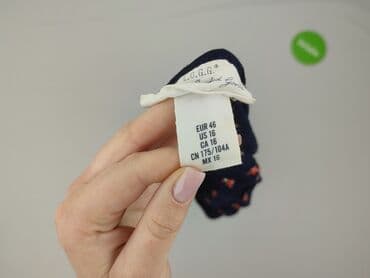 L.O.G.G.®
EUR 46
US 16
CA 16
CN 175/104A
MX 16